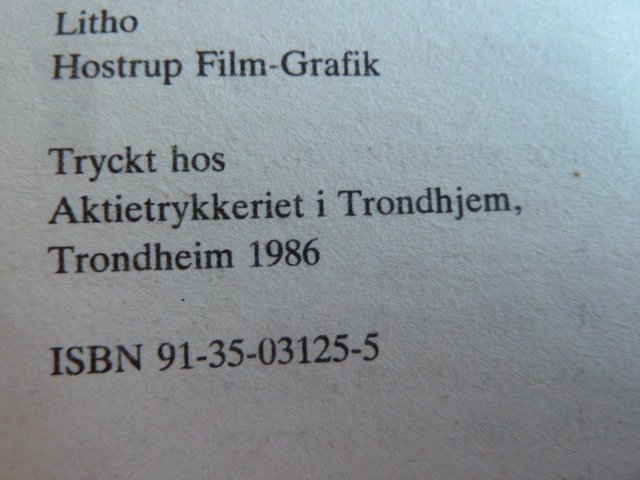 Litho
Hostrup Film-Grafik
Tryckt hos
Aktietrykkeriet i Trondhjem,
Trondheim 1986
ISBN 91-35-03125-5